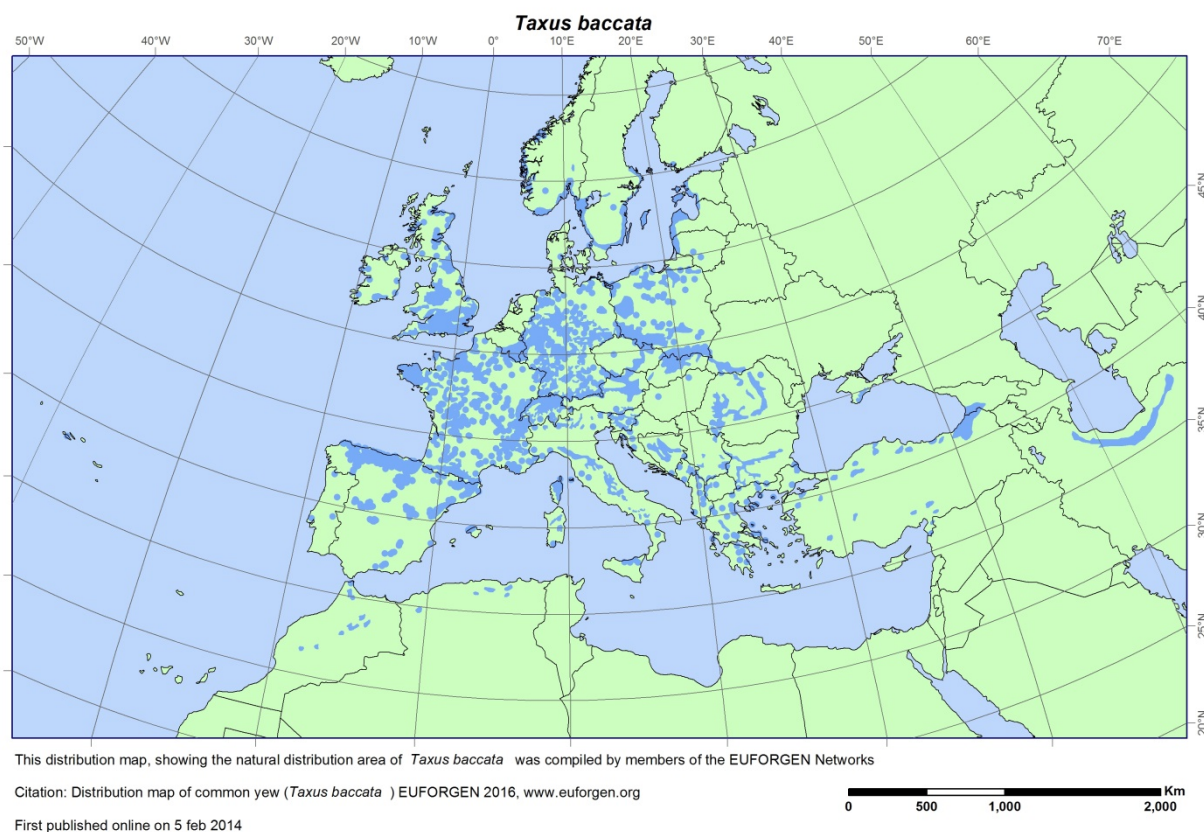 Taxus baccata
50°W 40°W 30°W 20°W 10°W 0° 10°E 20°E 30°E 40°E 50°E 60°E 70°E
45°N
40°N
35°N
30°N
25°N
20°N
This distribution map, showing the natural distribution area of Taxus baccata was compiled by members of the EUFORGEN Networks
Citation: Distribution map of common yew (Taxus baccata ) EUFORGEN 2016, www.euforgen.org
First published online on 5 feb 2014
Km
0 500 1,000 2,000